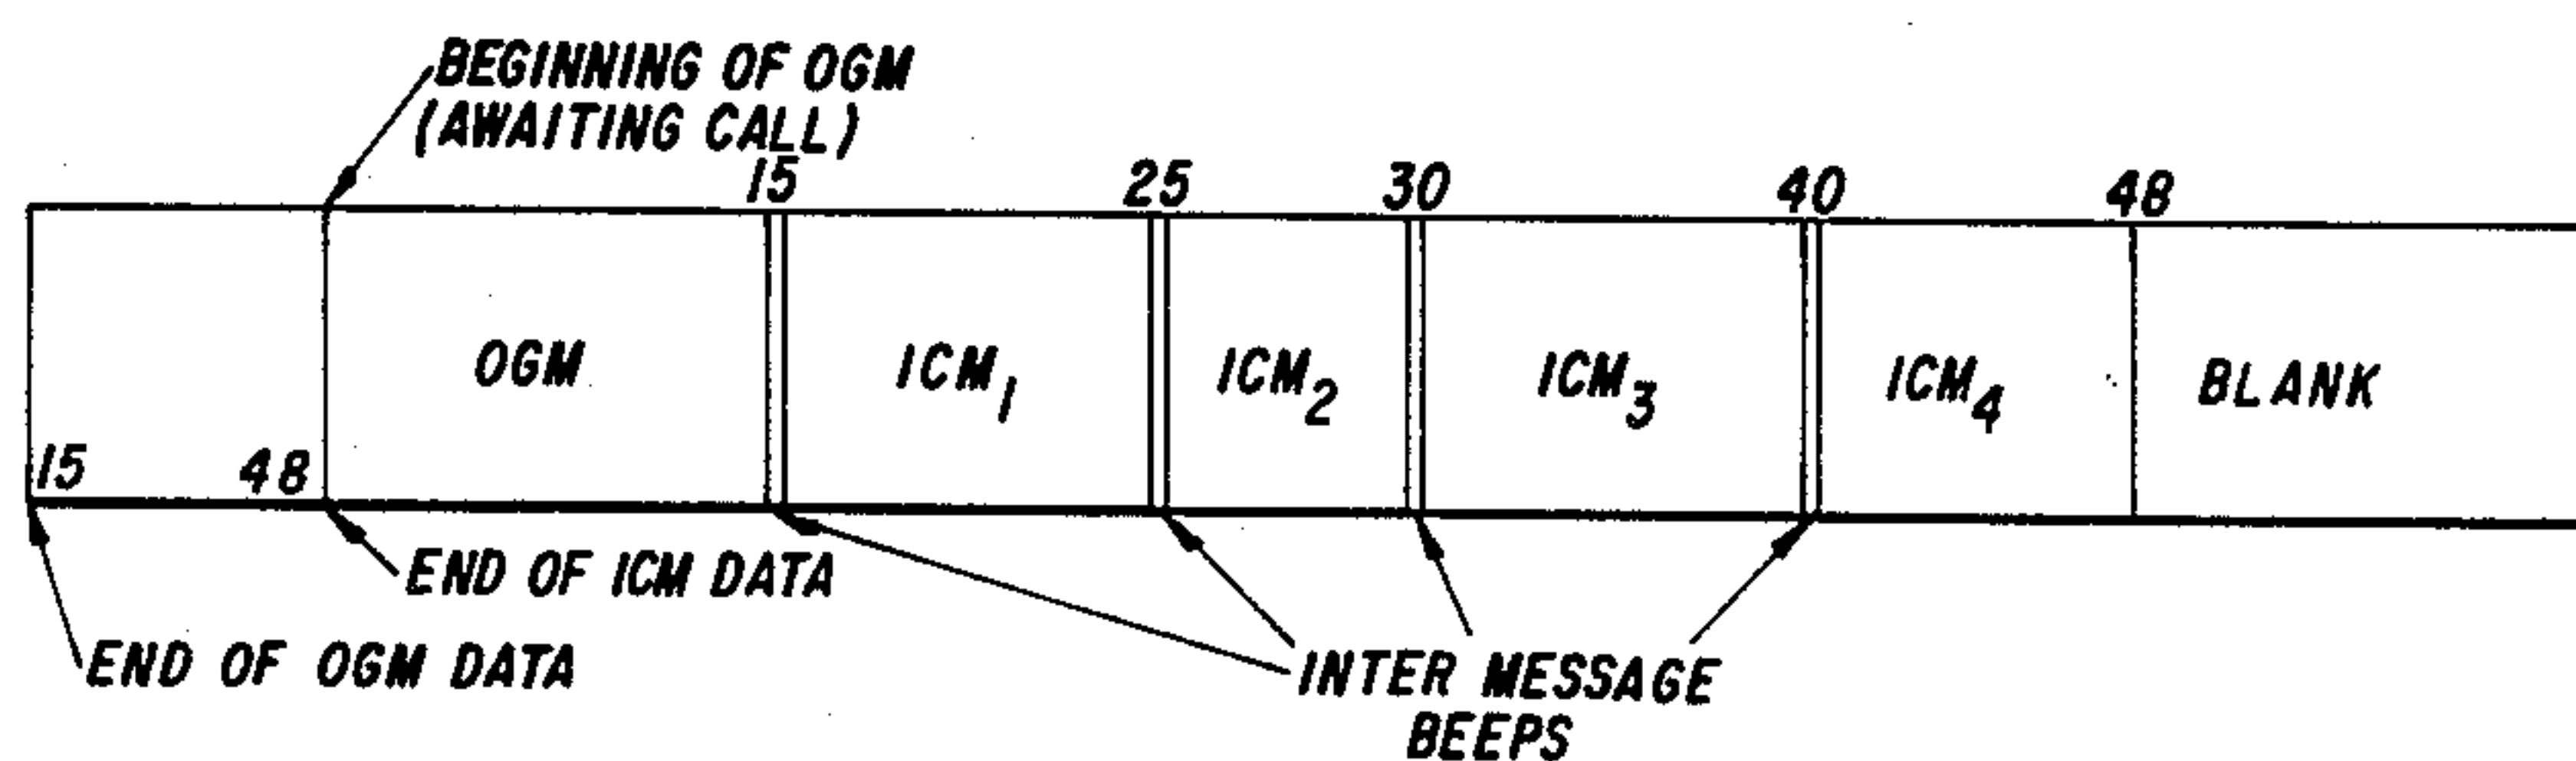 BEGINNING OF OGM
(AWAITING CALL)
15 25 30 40 48
OGM ICM1 ICM2 ICM3 ICM4 BLANK
15 48
END OF ICM DATA
END OF OGM DATA
INTER MESSAGE
BEEPS